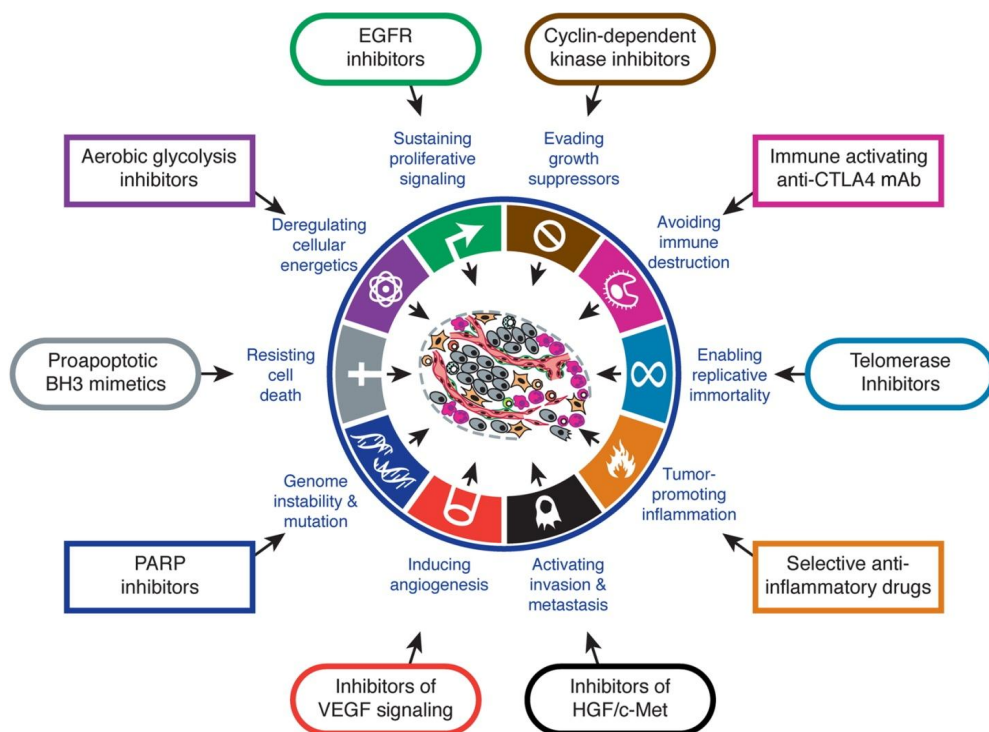 EGFR
inhibitors
Cyclin-dependent
kinase inhibitors
Sustaining
proliferative
signaling
Evading
growth
suppressors
Aerobic glycolysis
inhibitors
Immune activating
anti-CTLA4 mAb
Deregulating
cellular
energetics
Avoiding
immune
destruction
Proapoptotic
BH3 mimetics
Resisting
cell
death
Enabling
replicative
immortality
Telomerase
Inhibitors
Genome
instability &
mutation
Tumor-
promoting
inflammation
PARP
inhibitors
Inducing
angiogenesis
Activating
invasion &
metastasis
Selective anti-
inflammatory drugs
Inhibitors of
VEGF signaling
Inhibitors of
HGF/c-Met